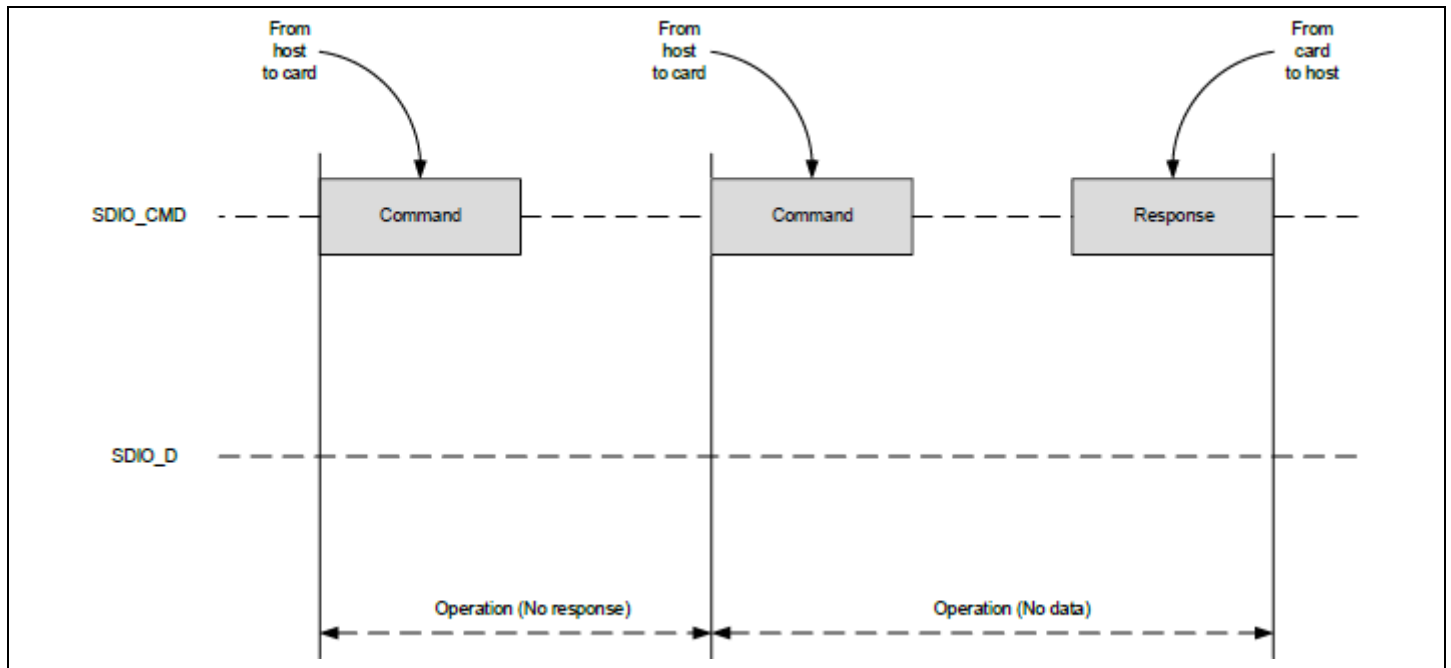 From
host
to card
From
host
to card
From
card
to host
SDIO_CMD
Command
Command
Response
SDIO_D
Operation (No response)
Operation (No data)